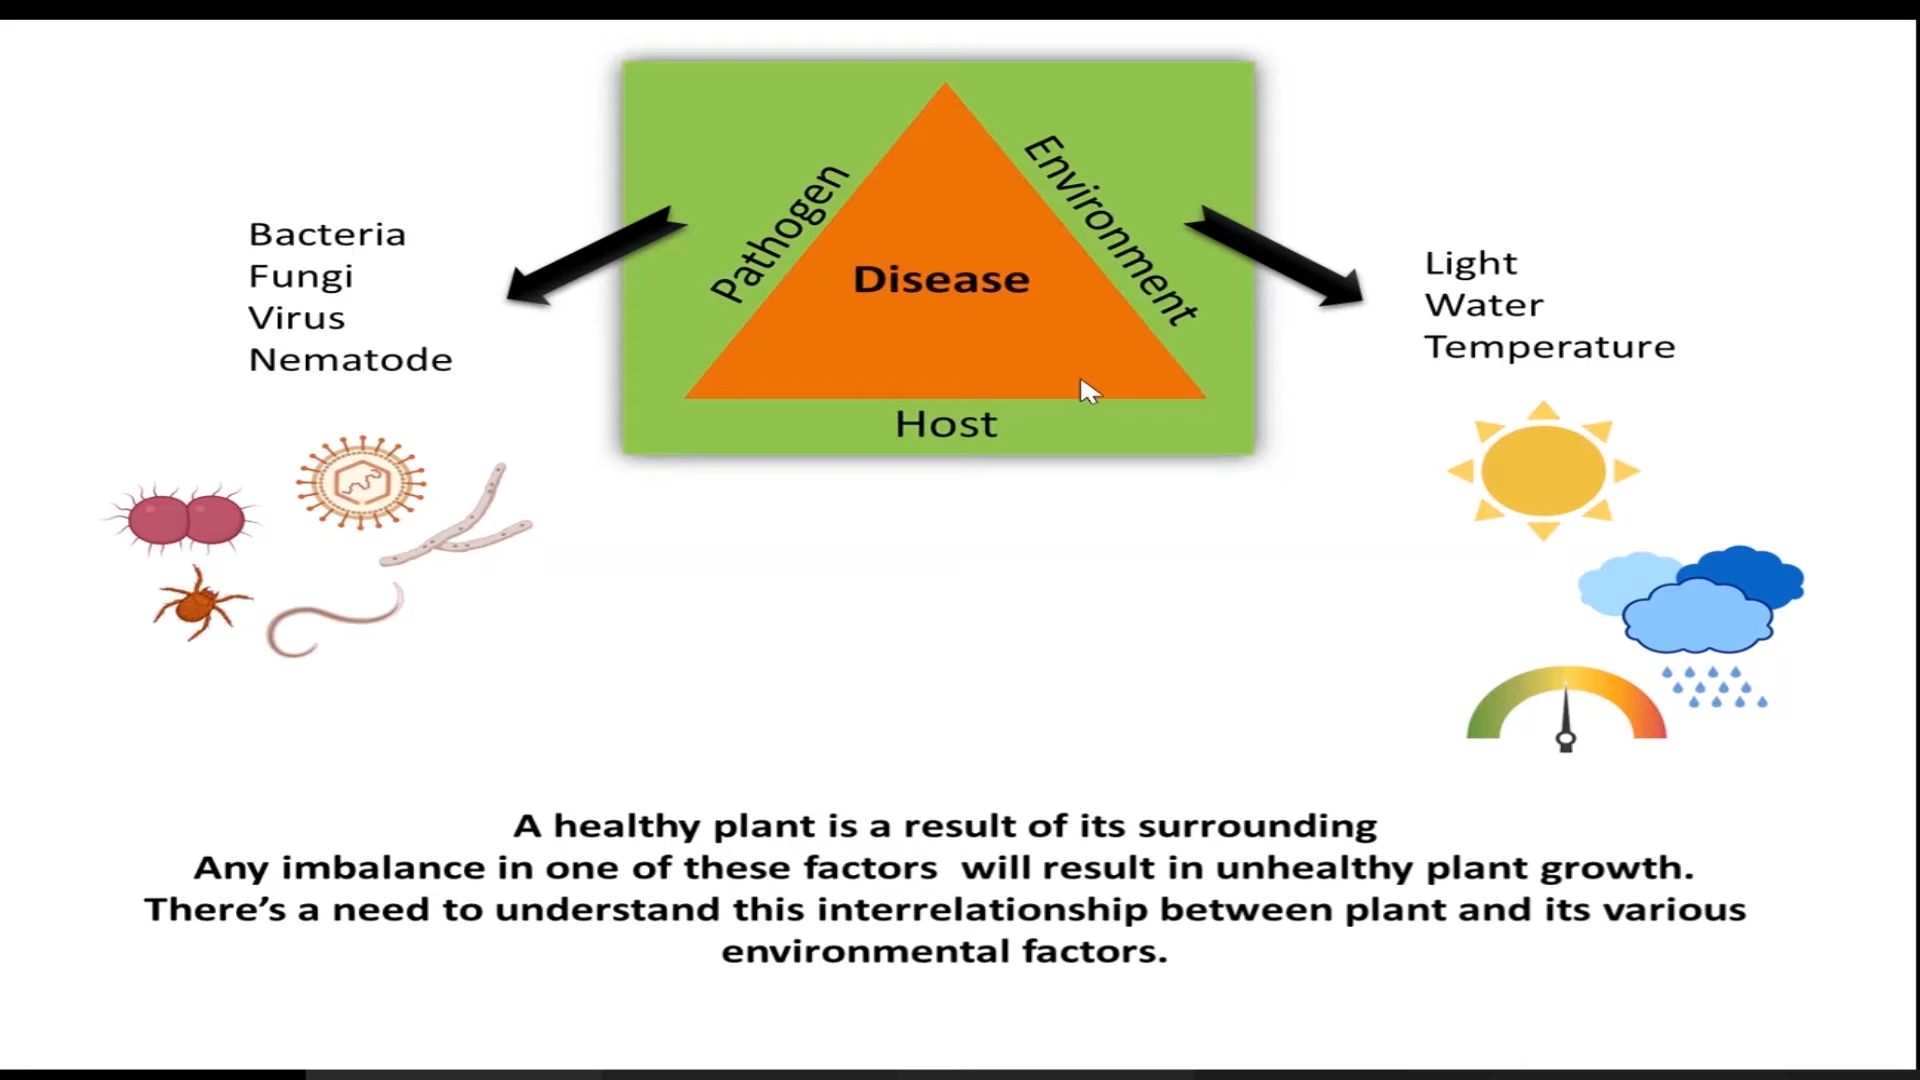 Pathogen
Environment
Disease
Host
Bacteria
Fungi
Virus
Nematode
Light
Water
Temperature
A healthy plant is a result of its surrounding
Any imbalance in one of these factors  will result in unhealthy plant growth.
There’s a need to understand this interrelationship between plant and its various
environmental factors.